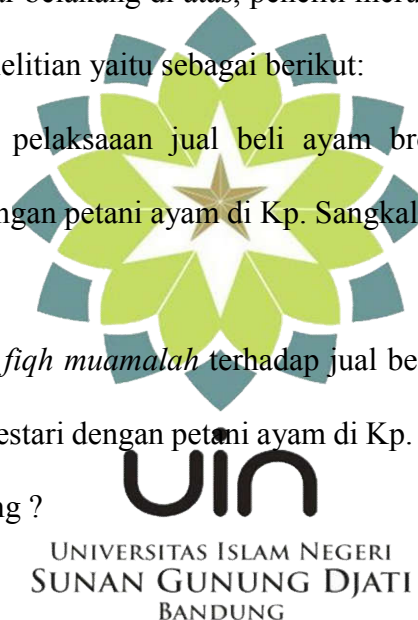 belakang di atas, peneliti
elitian yaitu sebagai berikut:
pelaksaaan jual beli ayam br
ngan petani ayam di Kp. Sangkal
fiqh muamalah terhadap jual be
estari dengan petani ayam di Kp.
ng ?
uin
UNIVERSITAS ISLAM NEGERI
SUNAN GUNUNG DJATI
BANDUNG